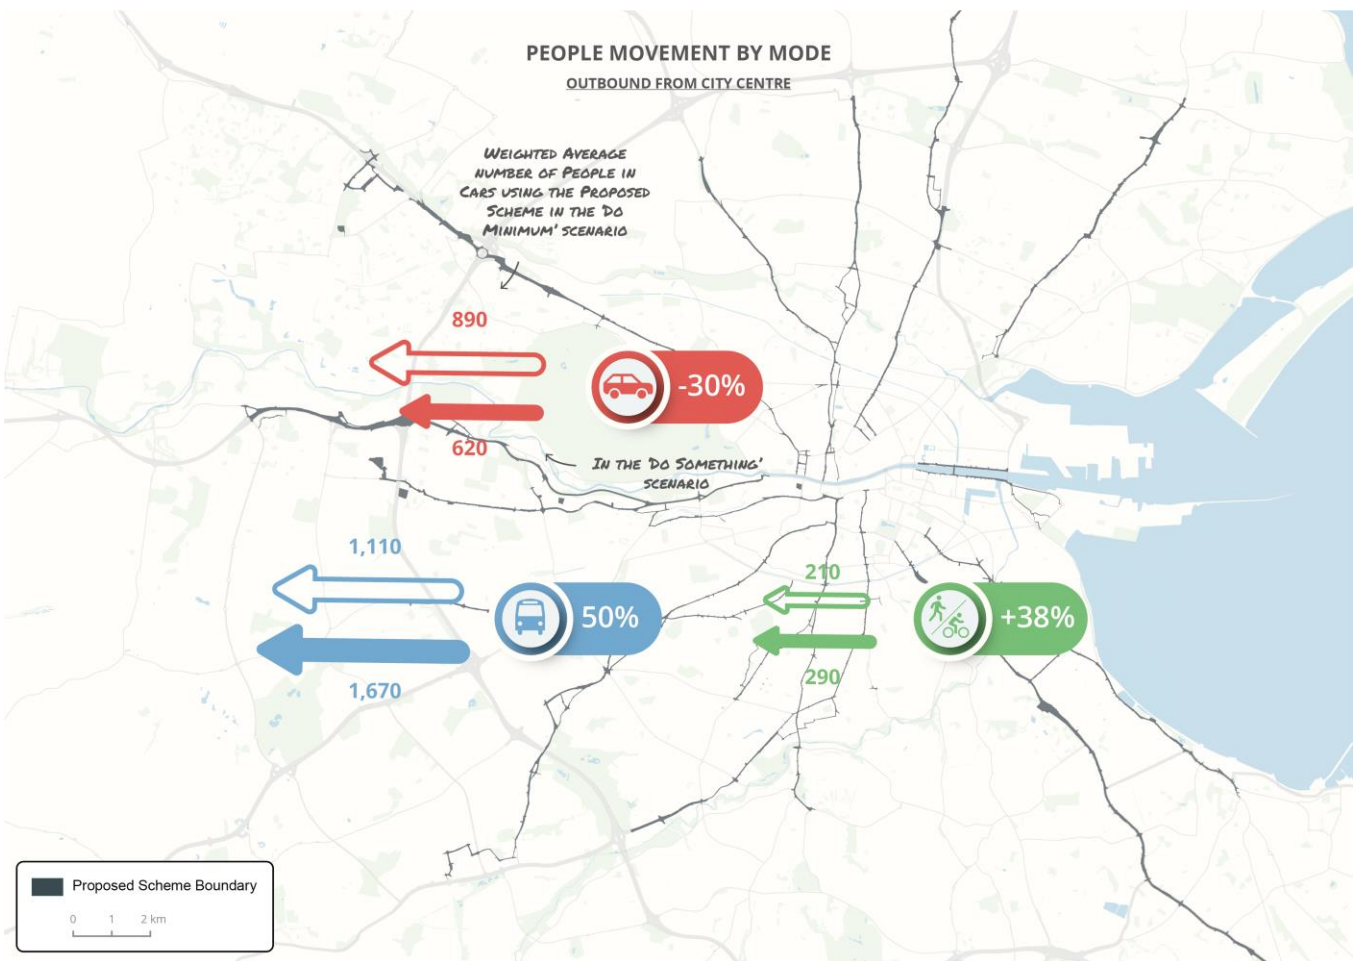 PEOPLE MOVEMENT BY MODE
OUTBOUND FROM CITY CENTRE
WEIGHTED AVERAGE
NUMBER OF PEOPLE IN
CARS USING THE PROPOSED
SCHEME IN THE 'DO
MINIMUM' SCENARIO
890
-30%
620
IN THE 'DO SOMETHING'
SCENARIO
1,110
50%
1,670
210
+38%
290
Proposed Scheme Boundary
0 1 2 km